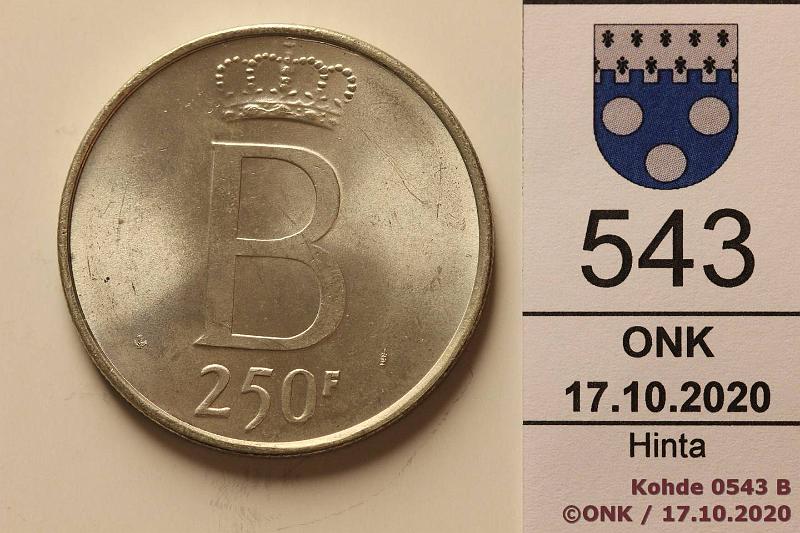 B
250F
543
ONK
17.10.2020
Hinta
Kohde 0543 B
©ONK / 17.10.2020